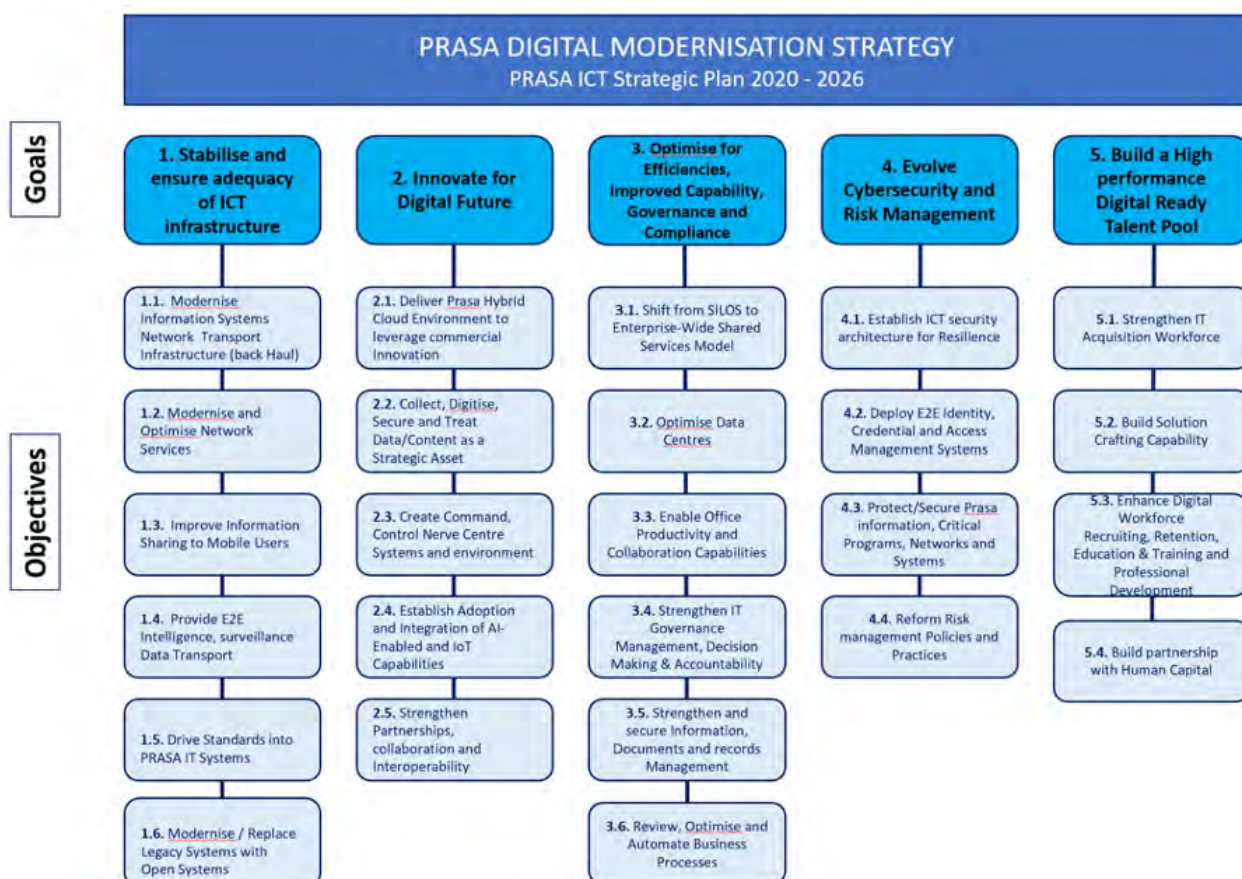 PRASA DIGITAL MODERNISATION STRATEGY
PRASA ICT Strategic Plan 2020 - 2026
Goals
1. Stabilise and
ensure adequacy
of ICT
infrastructure
2. Innovate for
Digital Future
3. Optimise for
Efficiencies,
Improved Capability,
Governance and
Compliance
4. Evolve
Cybersecurity and
Risk Management
5. Build a High
performance
Digital Ready
Talent Pool
Objectives
1.1. Modernise
Information Systems
Network Transport
Infrastructure (back Haul)
1.2. Modernise and
Optimise Network
Services
1.3. Improve Information
Sharing to Mobile Users
1.4. Provide E2E
Intelligence, surveillance
Data Transport
1.5. Drive Standards into
PRASA IT Systems
1.6. Modernise / Replace
Legacy Systems with
Open Systems
2.1. Deliver Prasa Hybrid
Cloud Environment to
leverage commercial
Innovation
2.2. Collect, Digitise,
Secure and Treat
Data/Content as a
Strategic Asset
2.3. Create Command,
Control Nerve Centre
Systems and environment
2.4. Establish Adoption
and Integration of AI-
Enabled and IoT
Capabilities
2.5. Strengthen
Partnerships,
collaboration and
Interoperability
3.1. Shift from SILOS to
Enterprise-Wide Shared
Services Model
3.2. Optimise Data
Centres
3.3. Enable Office
Productivity and
Collaboration Capabilities
3.4. Strengthen IT
Governance
Management, Decision
Making & Accountability
3.5. Strengthen and
secure Information,
Documents and records
Management
3.6. Review, Optimise and
Automate Business
Processes
4.1. Establish ICT security
architecture for Resilience
4.2. Deploy E2E Identity,
Credential and Access
Management Systems
4.3. Protect/Secure Prasa
information, Critical
Programs, Networks and
Systems
4.4. Reform Risk
management Policies and
Practices
5.1. Strengthen IT
Acquisition Workforce
5.2. Build Solution
Crafting Capability
5.3. Enhance Digital
Workforce
Recruiting, Retention,
Education & Training and
Professional
Development
5.4. Build partnership
with Human Capital